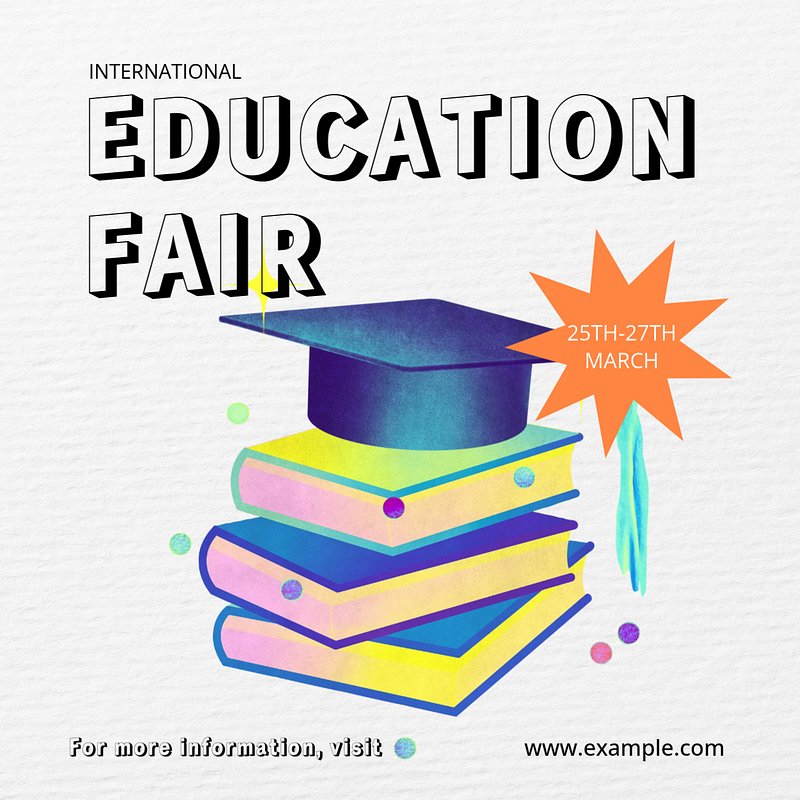 INTERNATIONAL
EDUCATION
FAIR
25TH-27TH
MARCH
For more information, visit
www.example.com